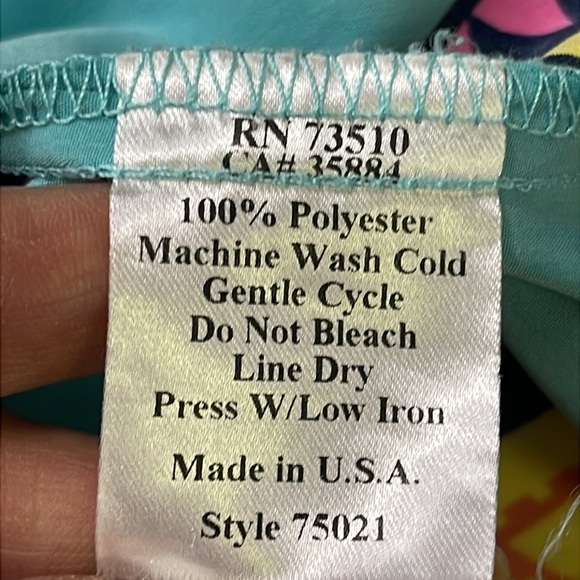 RN 73510
CA# 35884
100% Polyester
Machine Wash Cold
Gentle Cycle
Do Not Bleach
Line Dry
Press W/Low Iron
Made in U.S.A.
Style 75021